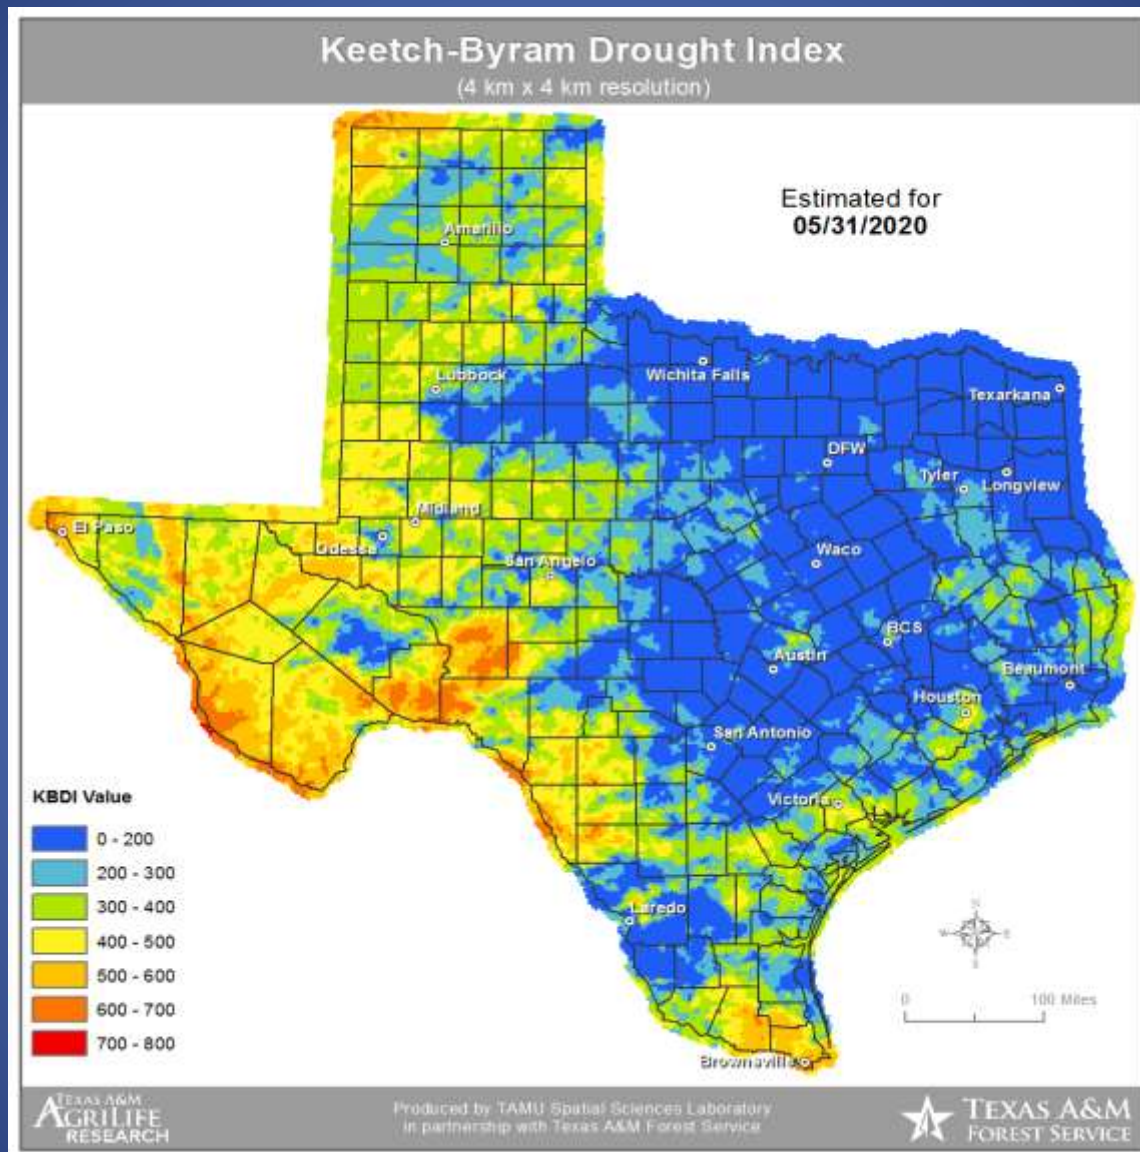 Keetch-Byram Drought Index
(4 km x 4 km resolution)
Estimated for
05/31/2020
Amarillo
Lubbock
Wichita Falls
Texarkana
DFW
Tyler
Longview
El Paso
Midland
Odessa
San Angelo
Waco
BCS
Austin
Beaumont
Houston
San Antonio
Victoria
Laredo
Brownsville
KBDI Value
0 - 200
200 - 300
300 - 400
400 - 500
500 - 600
600 - 700
700 - 800
N
W E
S
0 100 Miles
TEXAS A&M
AGRILIFE
RESEARCH
Produced by TAMU Spatial Sciences Laboratory
in partnership with Texas A&M Forest Service
TEXAS A&M
FOREST SERVICE